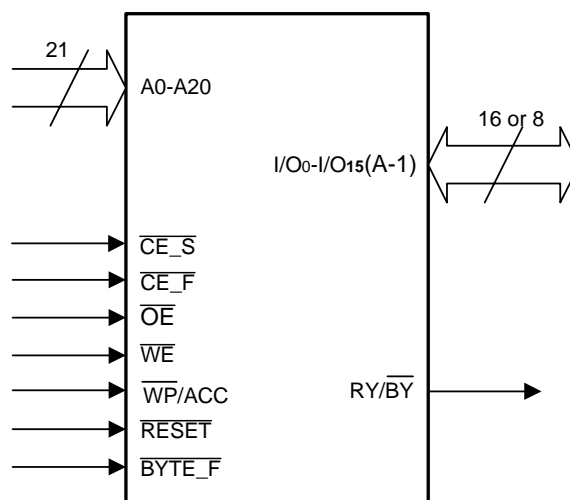 21
A0-A20
16 or 8
I/O0-I/O15(A-1)
CE_S
CE_F
OE
WE
WP/ACC
RY/BY
RESET
BYTE_F